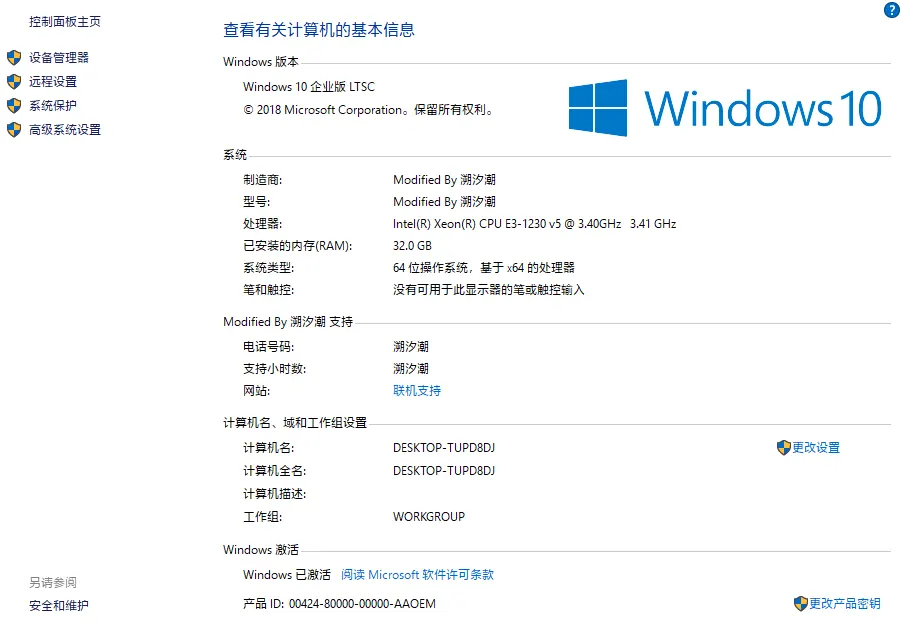 控制面板主页
设备管理器
远程设置
系统保护
高级系统设置
?
查看有关计算机的基本信息
Windows 版本
Windows 10 企业版 LTSC
© 2018 Microsoft Corporation。保留所有权利。
Windows 10
系统
制造商: Modified By 溯汐潮
型号: Modified By 溯汐潮
处理器: Intel(R) Xeon(R) CPU E3-1230 v5 @ 3.40GHz 3.41 GHz
已安装的内存(RAM): 32.0 GB
系统类型: 64 位操作系统，基于 x64 的处理器
笔和触控: 没有可用于此显示器的笔或触控输入
Modified By 溯汐潮 支持
电话号码: 溯汐潮
支持小时数: 溯汐潮
网站: 联机支持
计算机名、域和工作组设置
计算机名: DESKTOP-TUPD8DJ 更改设置
计算机全名: DESKTOP-TUPD8DJ
计算机描述:
工作组: WORKGROUP
Windows 激活
Windows 已激活 阅读 Microsoft 软件许可条款
产品 ID: 00424-80000-00000-AAOEM 更改产品密钥
另请参阅
安全和维护